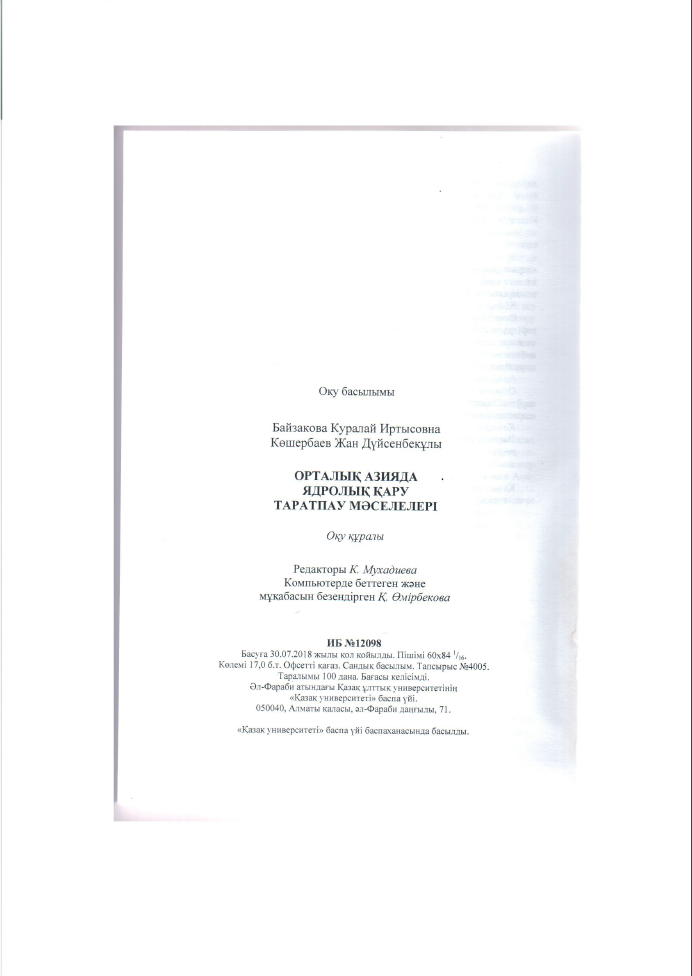 Оқу басылымы
Байзакова Куралай Иртысовна
Көшербаев Жан Дүйсенбекұлы
ОРТАЛЫҚ АЗИЯДА
ЯДРОЛЫҚ ҚАРУ
ТАРАТПАУ МӘСЕЛЕЛЕРІ
Оқу құралы
Редакторы К. Мухадиева
Компьютерде беттеген және
мұқабасын безендірген Қ. Өмірбекова
ИБ №12098
Басуға 30.07.2018 жылы қол қойылды. Пішімі 60х84 1/16.
Көлемі 17,0 б.т. Офсетті қағаз. Сандық басылым. Тапсырыс №4005.
Таралымы 100 дана. Бағасы келісімді.
Әл-Фараби атындағы Қазақ ұлттық университетінің
«Қазақ университеті» баспа үйі.
050040, Алматы қаласы, әл-Фараби даңғылы, 71.
«Қазақ университеті» баспа үйі баспаханасында басылды.